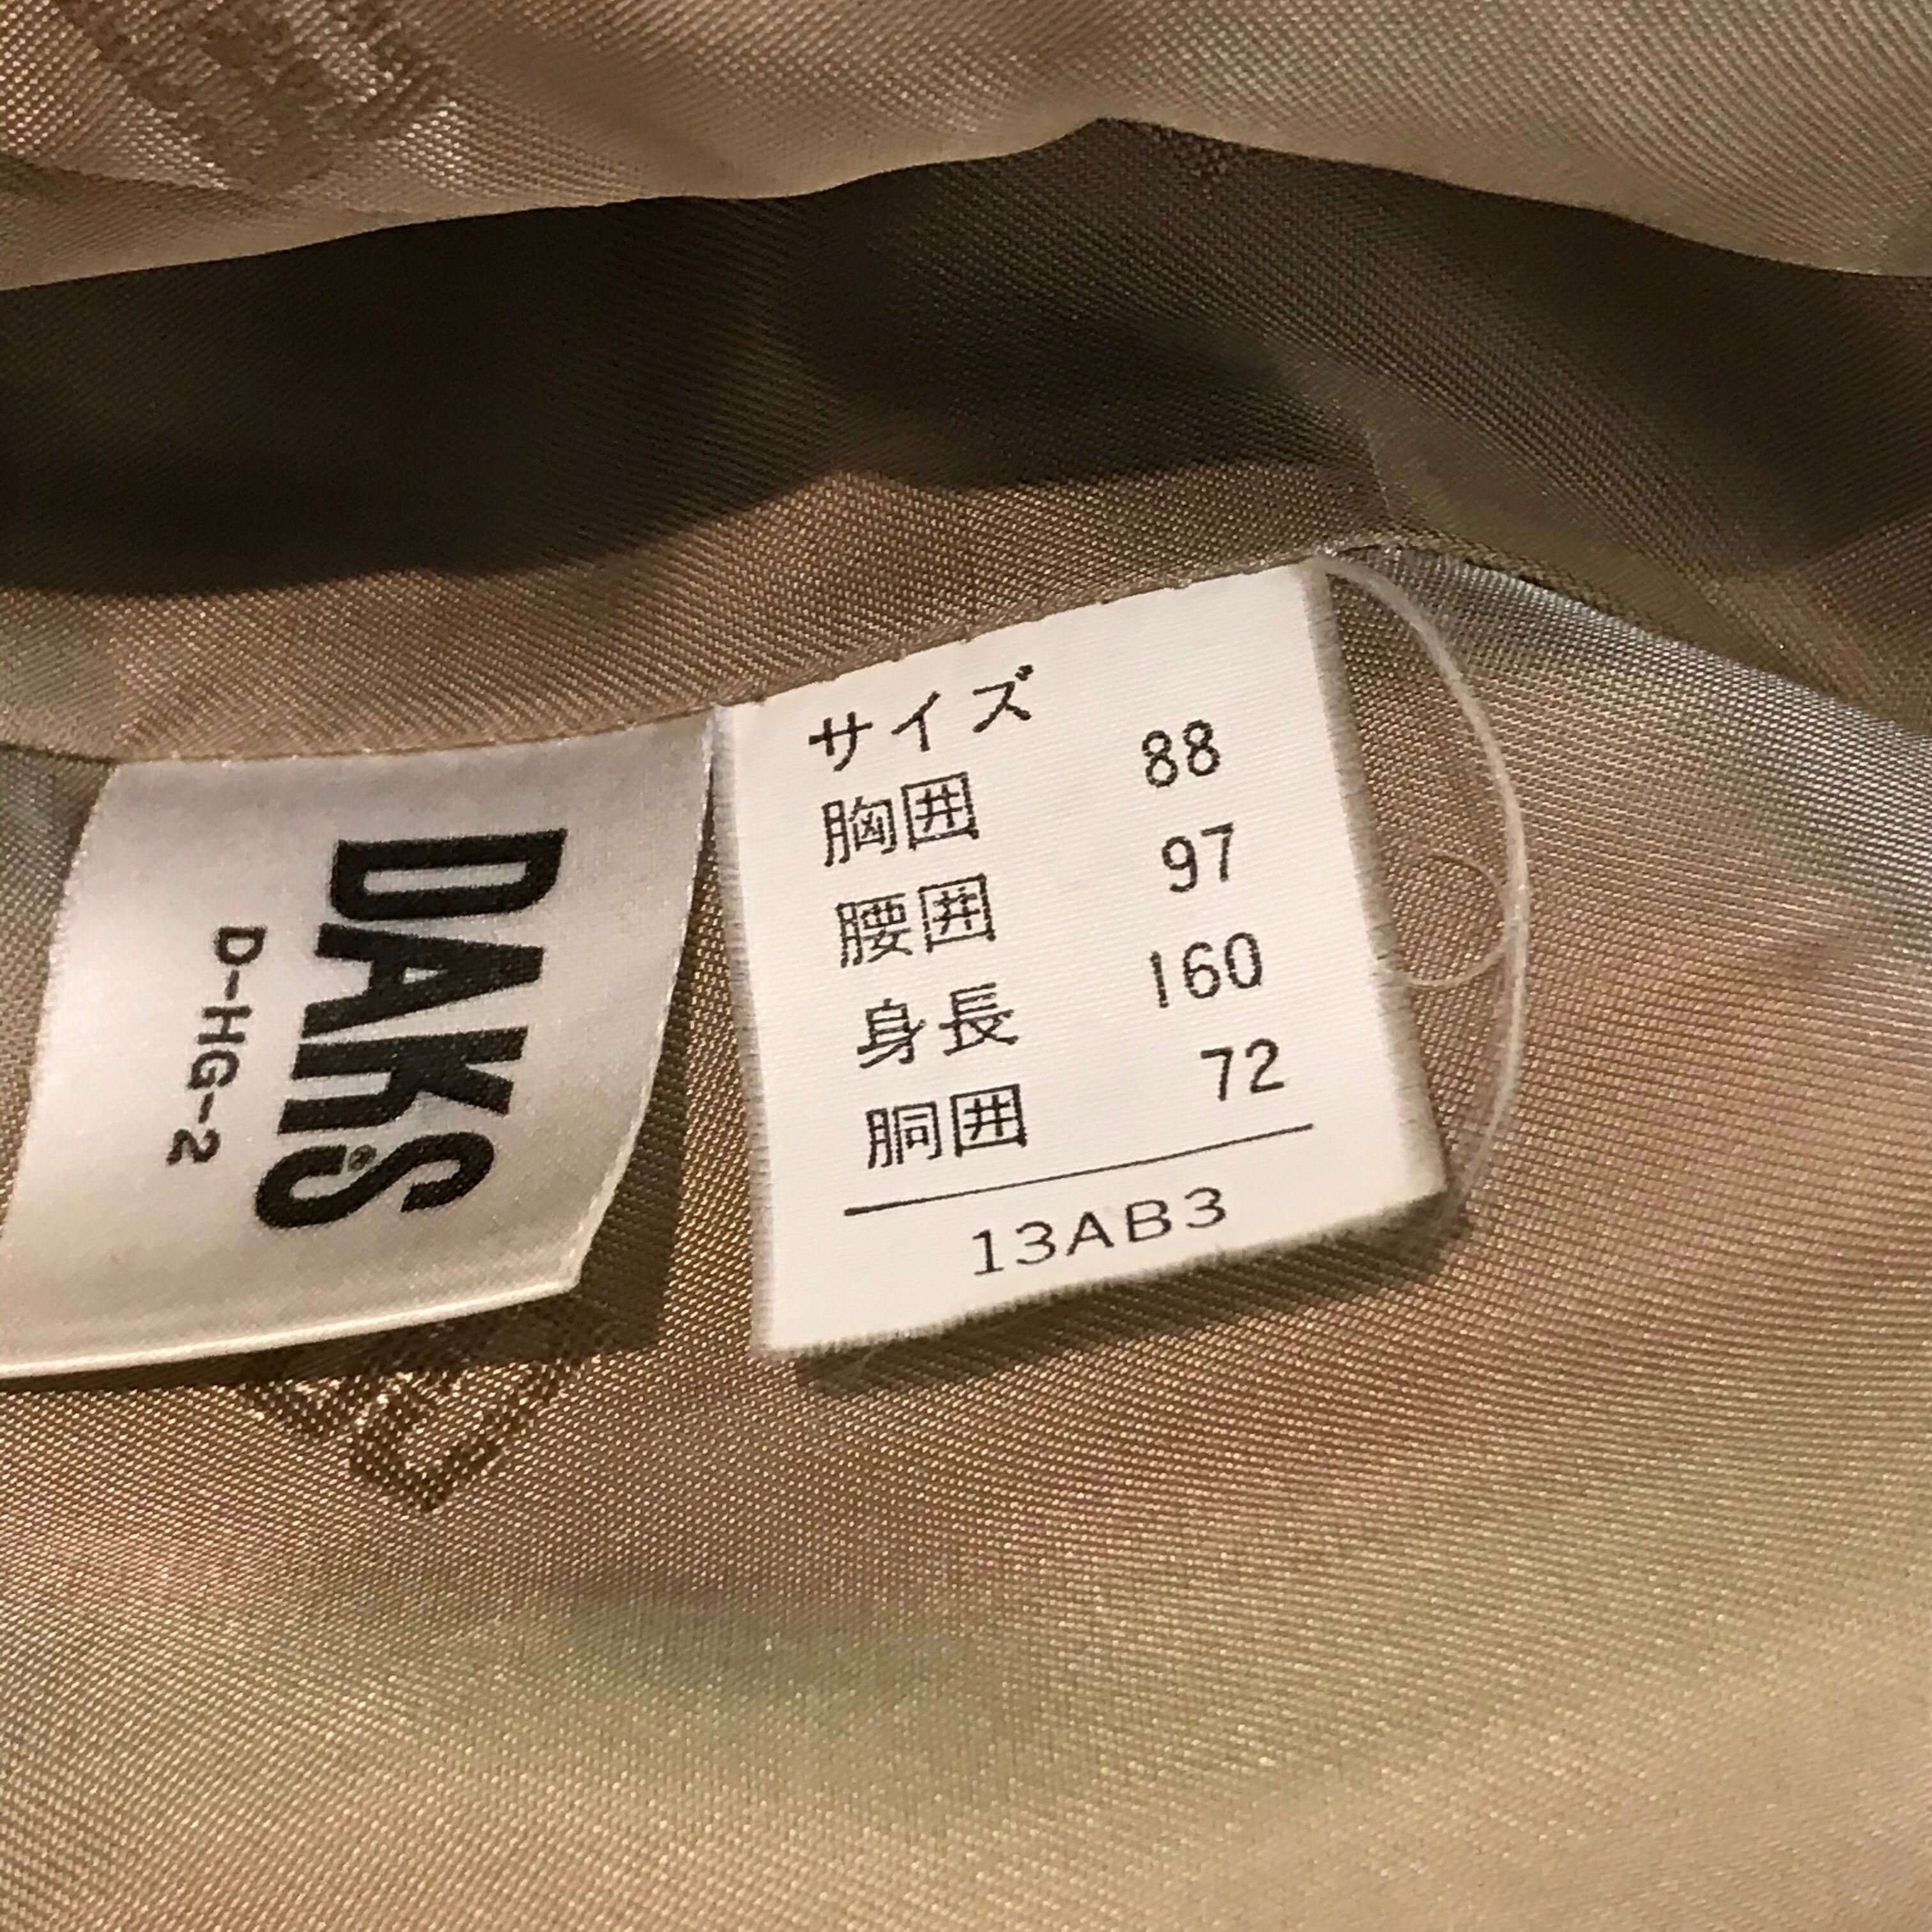 DAKS®
D-HG-2
サイズ
胸囲 88
腰囲 97
身長 160
胴囲 72
13AB3